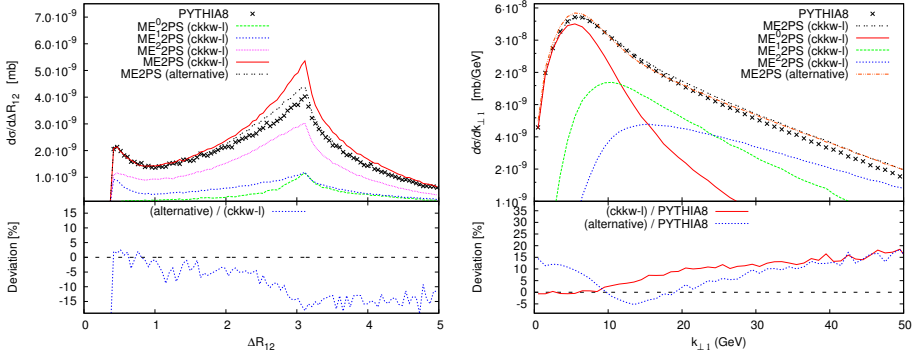 7.0·10⁻⁹
6.0·10⁻⁹
5.0·10⁻⁹
4.0·10⁻⁹
3.0·10⁻⁹
2.0·10⁻⁹
1.0·10⁻⁹
dσ/dΔR₁₂ [mb]
PYTHIA8
ME⁰2PS (ckkw-l)
ME¹2PS (ckkw-l)
ME²2PS (ckkw-l)
ME2PS (ckkw-l)
ME2PS (alternative)
15
10
5
0
-5
-10
-15
Deviation [%]
(alternative) / (ckkw-l)
0 1 2 3 4 5
ΔR₁₂
6·10⁻⁸
3·10⁻⁸
2·10⁻⁸
8·10⁻⁹
4·10⁻⁹
2·10⁻⁹
1·10⁻⁹
dσ/dk⊥₁ [mb/GeV]
PYTHIA8
ME2PS (ckkw-l)
ME⁰2PS (ckkw-l)
ME¹2PS (ckkw-l)
ME²2PS (ckkw-l)
ME2PS (alternative)
35
30
25
20
15
10
5
0
-5
Deviation [%]
(ckkw-l) / PYTHIA8
(alternative) / PYTHIA8
0 10 20 30 40 50
k⊥₁ (GeV)